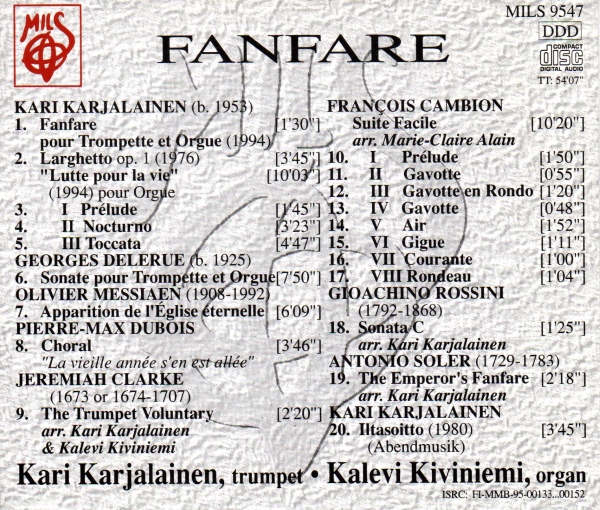 MILS
FANFARE
MILS 9547
DDD
COMPACT
disc
DIGITAL AUDIO
TT: 54'07"
KARI KARJALAINEN (b. 1953)
1. Fanfare [1'30"]
pour Trompette et Orgue (1994)
2. Larghetto op. 1 (1976) [3'45"]
"Lutte pour la vie" [10'03"]
(1994) pour Orgue
3. I Prélude [1'45"]
4. II Nocturno [3'23"]
5. III Toccata [4'47"]
GEORGES DELERUE (b. 1925)
6. Sonate pour Trompette et Orgue [7'50"]
OLIVIER MESSIAEN (1908-1992)
7. Apparition de l'Église éternelle [6'09"]
PIERRE-MAX DUBOIS
8. Choral [3'46"]
"La vieille année s'en est allée"
JEREMIAH CLARKE
(1673 or 1674-1707)
9. The Trumpet Voluntary [2'20"]
arr. Kari Karjalainen
& Kalevi Kiviniemi
FRANÇOIS CAMBION
Suite Facile [10'20"]
arr. Marie-Claire Alain
10. I Prélude [1'50"]
11. II Gavotte [0'55"]
12. III Gavotte en Rondo [1'20"]
13. IV Gavotte [0'48"]
14. V Air [1'52"]
15. VI Gigue [1'11"]
16. VII Courante [1'00"]
17. VIII Rondeau [1'04"]
GIOACHINO ROSSINI
(1792-1868)
18. Sonata C [1'25"]
arr. Kari Karjalainen
ANTONIO SOLER (1729-1783)
19. The Emperor's Fanfare [2'18"]
arr. Kari Karjalainen
KARI KARJALAINEN
20. Iltasoitto (1980) [3'45"]
(Abendmusik)
Kari Karjalainen, trumpet • Kalevi Kiviniemi, organ
ISRC: FI-MMB-95-00133...00152